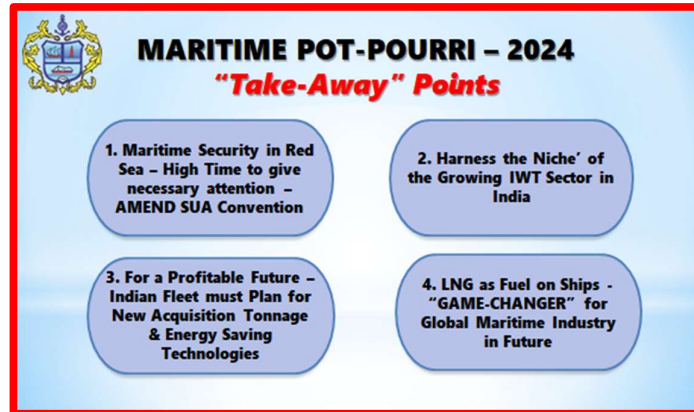 MARITIME POT-POURRI – 2024
“Take-Away” Points
1. Maritime Security in Red
Sea – High Time to give
necessary attention –
AMEND SUA Convention
2. Harness the Niche’ of
the Growing IWT Sector in
India
3. For a Profitable Future –
Indian Fleet must Plan for
New Acquisition Tonnage
& Energy Saving
Technologies
4. LNG as Fuel on Ships -
“GAME-CHANGER” for
Global Maritime Industry
in Future